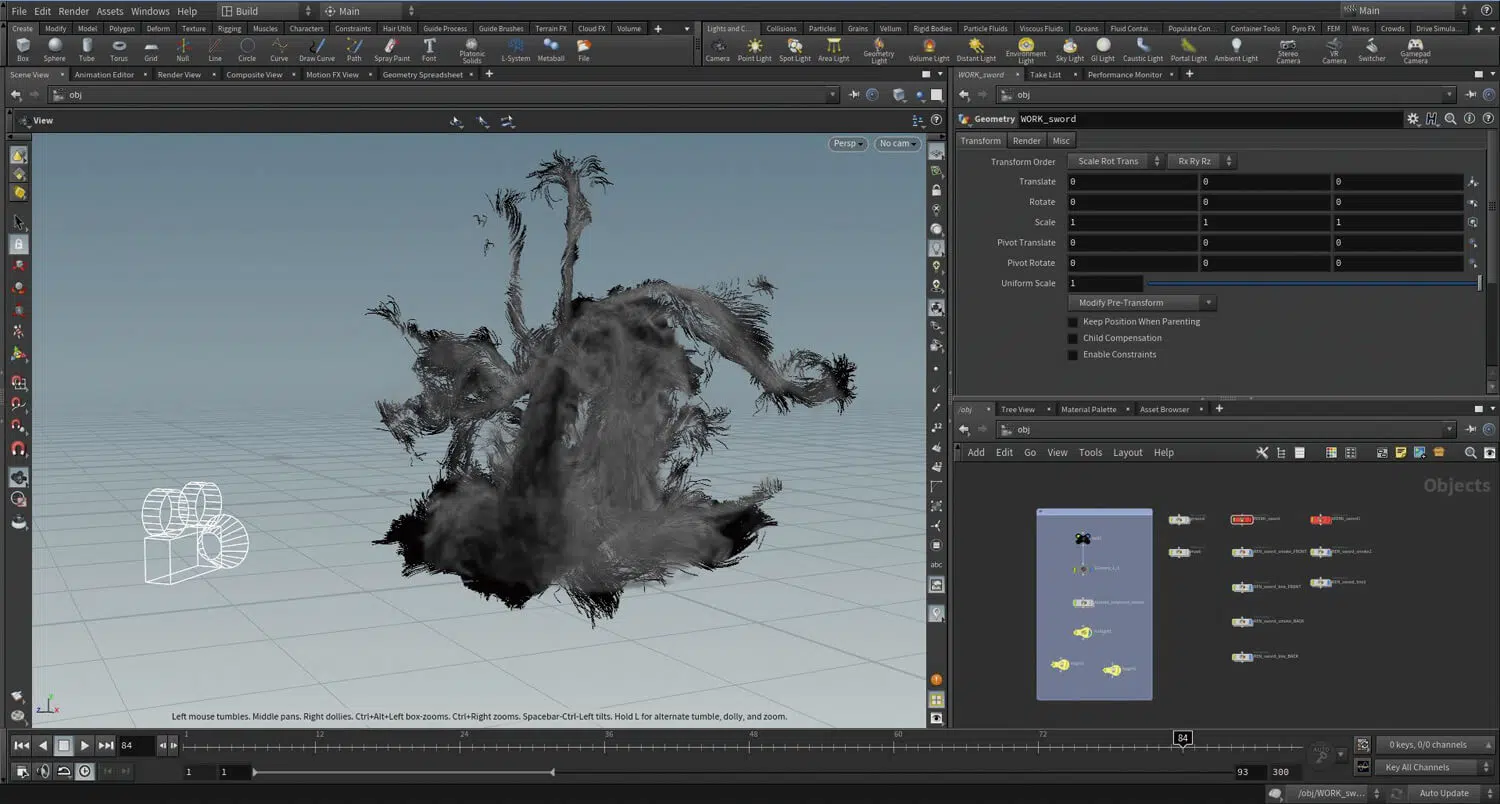 File Edit Render Assets Windows Help Build Main Main
Create Modify Model Polygon Deform Texture Rigging Muscles Characters Constraints Hair Utils Guide Process Guide Brushes Terrain FX Cloud FX Volume
Lights and C... Collisions Particles Grains Vellum Rigid Bodies Particle Fluids Viscous Fluids Oceans Fluid Contai... Populate Con... Container Tools Pyro FX FEM Wires Crowds Drive Simula...
Box Sphere Tube Torus Grid Null Line Circle Curve Draw Curve Path Spray Paint Font Platonic Solids L-System Metaball File
Camera Point Light Spot Light Area Light Geometry Light Volume Light Distant Light Environment Light Sky Light GI Light Caustic Light Portal Light Ambient Light Stereo Camera VR Camera Switcher Gamepad Camera
Scene View Animation Editor Render View Composite View Motion FX View Geometry Spreadsheet
obj
View
Persp No cam
Left mouse tumbles. Middle pans. Right dollies. Ctrl+Alt+Left box-zooms. Ctrl+Right zooms. Spacebar-Ctrl-Left tilts. Hold L for alternate tumble, dolly, and zoom.
abc
WORK_sword Take List Performance Monitor
obj
Geometry WORK_sword
Transform Render Misc
Transform Order Scale Rot Trans Rx Ry Rz
Translate 0 0 0
Rotate 0 0 0
Scale 1 1 1
Pivot Translate 0 0 0
Pivot Rotate 0 0 0
Uniform Scale 1
Modify Pre-Transform
Keep Position When Parenting
Child Compensation
Enable Constraints
/obj Tree View Material Palette Asset Browser
obj
Add Edit Go View Tools Layout Help
Objects
84 1 12 24 36 48 60 72 84
1 1 93 300
AUTO
0 keys, 0/0 channels
Key All Channels
/obj/WORK_sw... Auto Update